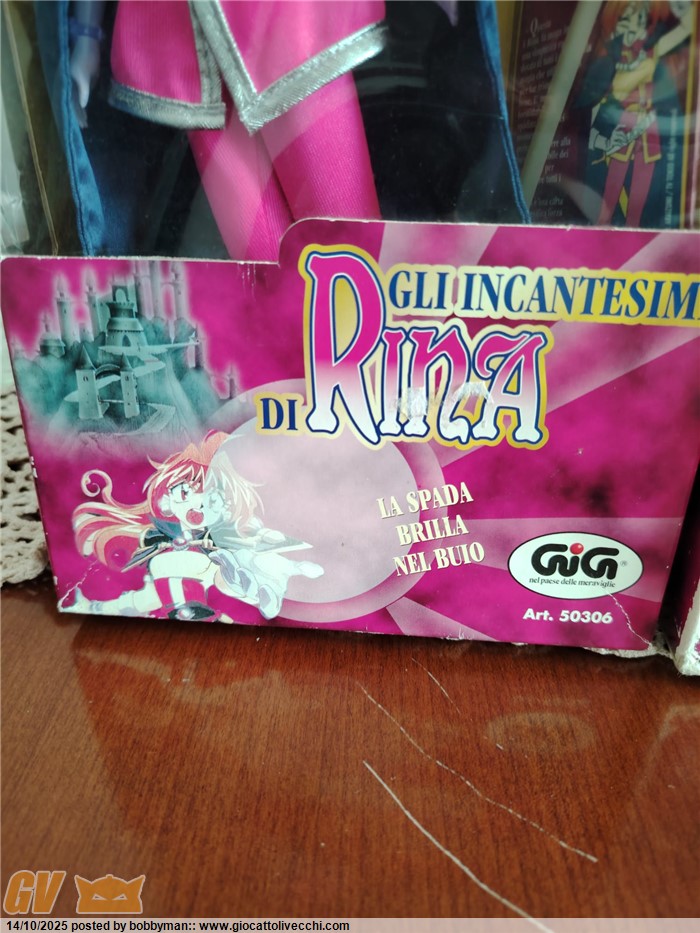 GLI INCANTESIM
DI RINA
LA SPADA
BRILLA
NEL BUIO
GiG®
nel paese delle meraviglie
Art. 50306
GV
14/10/2025 posted by bobbyman:: www.giocattolivecchi.com